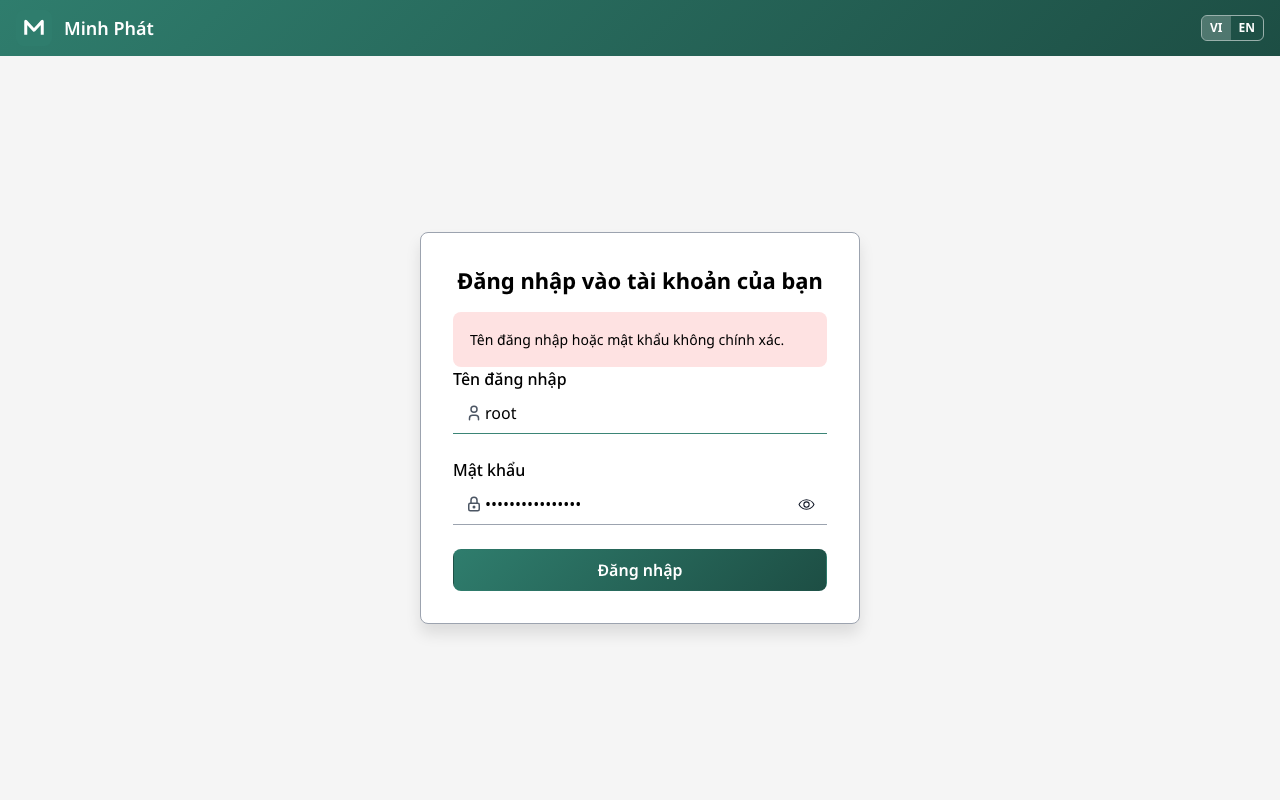 Minh Phát
VI EN
Đăng nhập vào tài khoản của bạn
Tên đăng nhập hoặc mật khẩu không chính xác.
Tên đăng nhập
root
Mật khẩu
••••••••••••••••
Đăng nhập